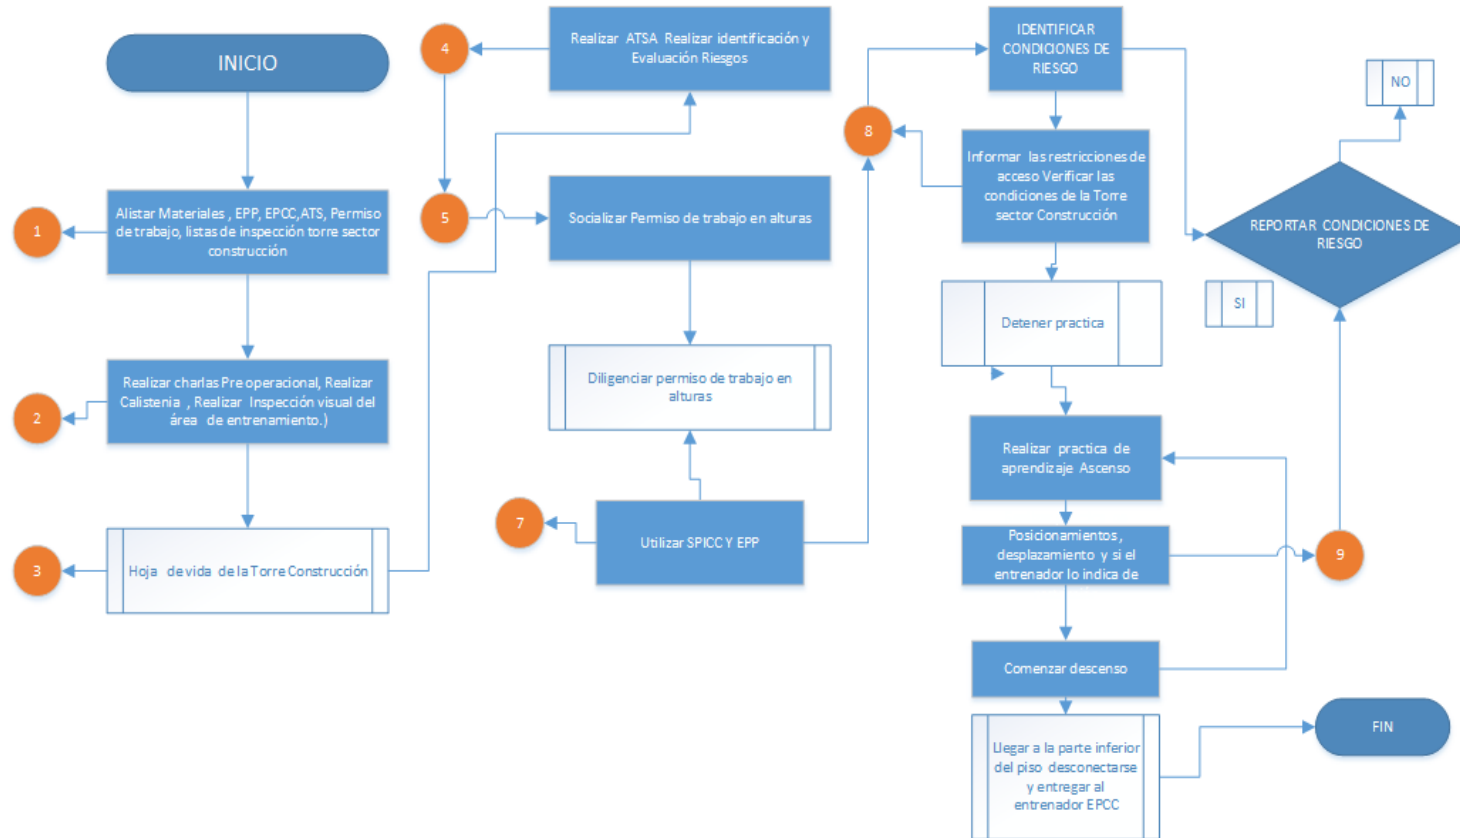 INICIO
1
Alistar Materiales , EPP, EPCC,ATS, Permiso
de trabajo, listas de inspección torre sector
construcción
2
Realizar charlas Pre operacional, Realizar
Calistenia , Realizar Inspección visual del
área de entrenamiento.)
3
Hoja de vida de la Torre Construcción
4
Realizar ATSA Realizar identificación y
Evaluación Riesgos
5
Socializar Permiso de trabajo en alturas
Diligenciar permiso de trabajo en
alturas
7
Utilizar SPICC Y EPP
8
IDENTIFICAR
CONDICIONES DE
RIESGO
Informar las restricciones de
acceso Verificar las
condiciones de la Torre
sector Construcción
Detener practica
Realizar practica de
aprendizaje Ascenso
Posicionamientos ,
desplazamiento y si el
entrenador lo indica de
Comenzar descenso
Llegar a la parte inferior
del piso desconectarse
y entregar al
entrenador EPCC
NO
REPORTAR CONDICIONES DE
RIESGO
SI
9
FIN